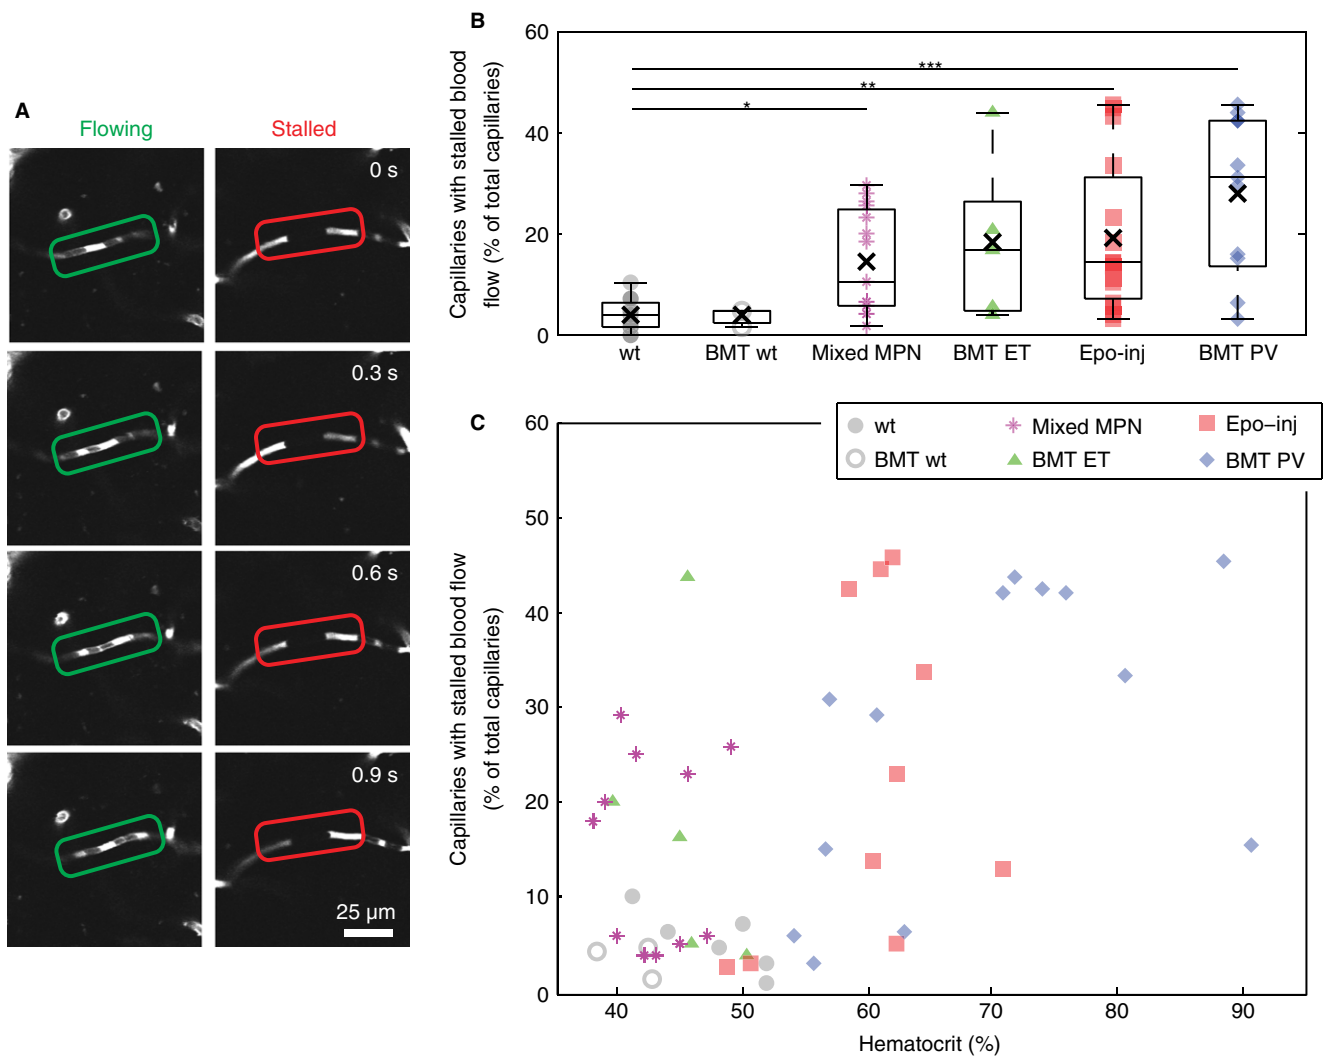 A
Flowing
Stalled
0 s
0.3 s
0.6 s
0.9 s
25 µm
B
Capillaries with stalled blood
flow (% of total capillaries)
60
40
20
0
***
**
*
wt
BMT wt
Mixed MPN
BMT ET
Epo-inj
BMT PV
C
Capillaries with stalled blood flow
(% of total capillaries)
60
50
40
30
20
10
0
wt
Mixed MPN
Epo–inj
BMT wt
BMT ET
BMT PV
40
50
60
70
80
90
Hematocrit (%)